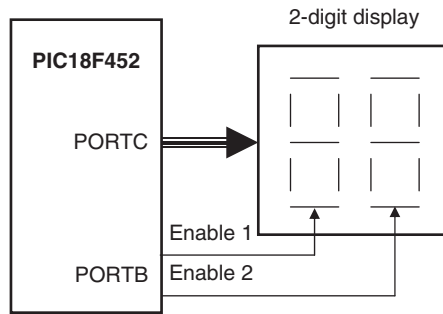 2-digit display
PIC18F452
PORTC
Enable 1
PORTB
Enable 2